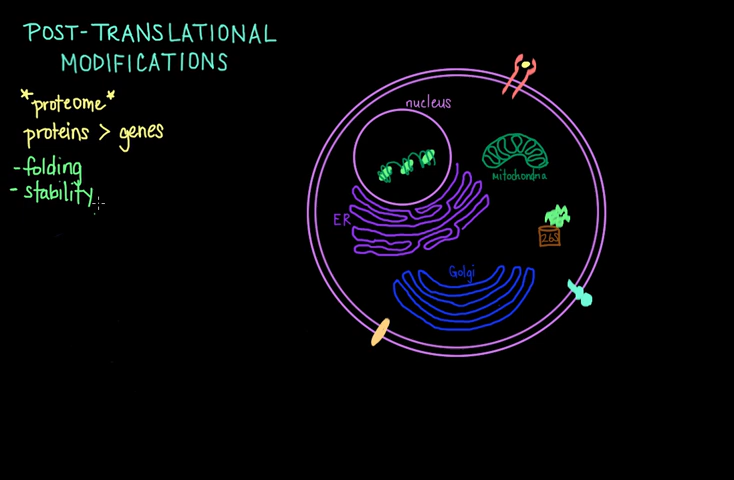 POST-TRANSLATIONAL
MODIFICATIONS
*proteome*
proteins > genes
- folding
- stability
nucleus
mitochondria
ER
26S
Golgi